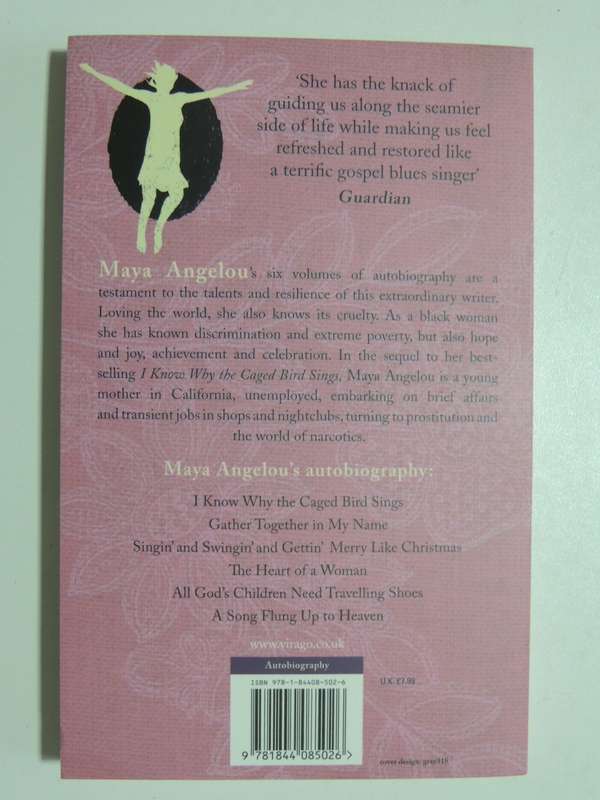 ‘She has the knack of
guiding us along the seamier
side of life while making us feel
refreshed and restored like
a terrific gospel blues singer’
Guardian
Maya Angelou’s six volumes of autobiography are a
testament to the talents and resilience of this extraordinary writer.
Loving the world, she also knows its cruelty. As a black woman
she has known discrimination and extreme poverty, but also hope
and joy, achievement and celebration. In the sequel to her best-
selling I Know Why the Caged Bird Sings, Maya Angelou is a young
mother in California, unemployed, embarking on brief affairs
and transient jobs in shops and nightclubs, turning to prostitution and
the world of narcotics.
Maya Angelou’s autobiography:
I Know Why the Caged Bird Sings
Gather Together in My Name
Singin’ and Swingin’ and Gettin’ Merry Like Christmas
The Heart of a Woman
All God’s Children Need Travelling Shoes
A Song Flung Up to Heaven
www.virago.co.uk
Autobiography
ISBN 978-1-84408-502-6
U.K. £7.99
9 781844 085026 >
cover design: gray318